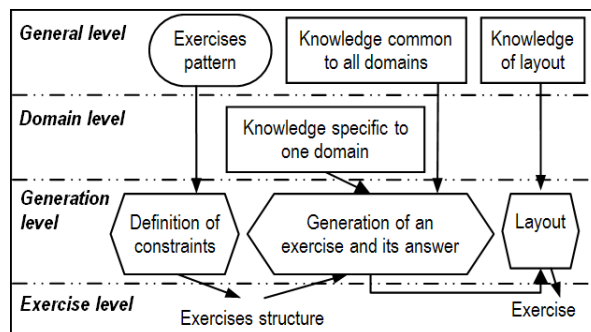 General level
Exercises
pattern
Knowledge common
to all domains
Knowledge
of layout
Domain level
Knowledge specific to
one domain
Generation
level
Definition of
constraints
Generation of an
exercise and its answer
Layout
Exercise level
Exercises structure
Exercise